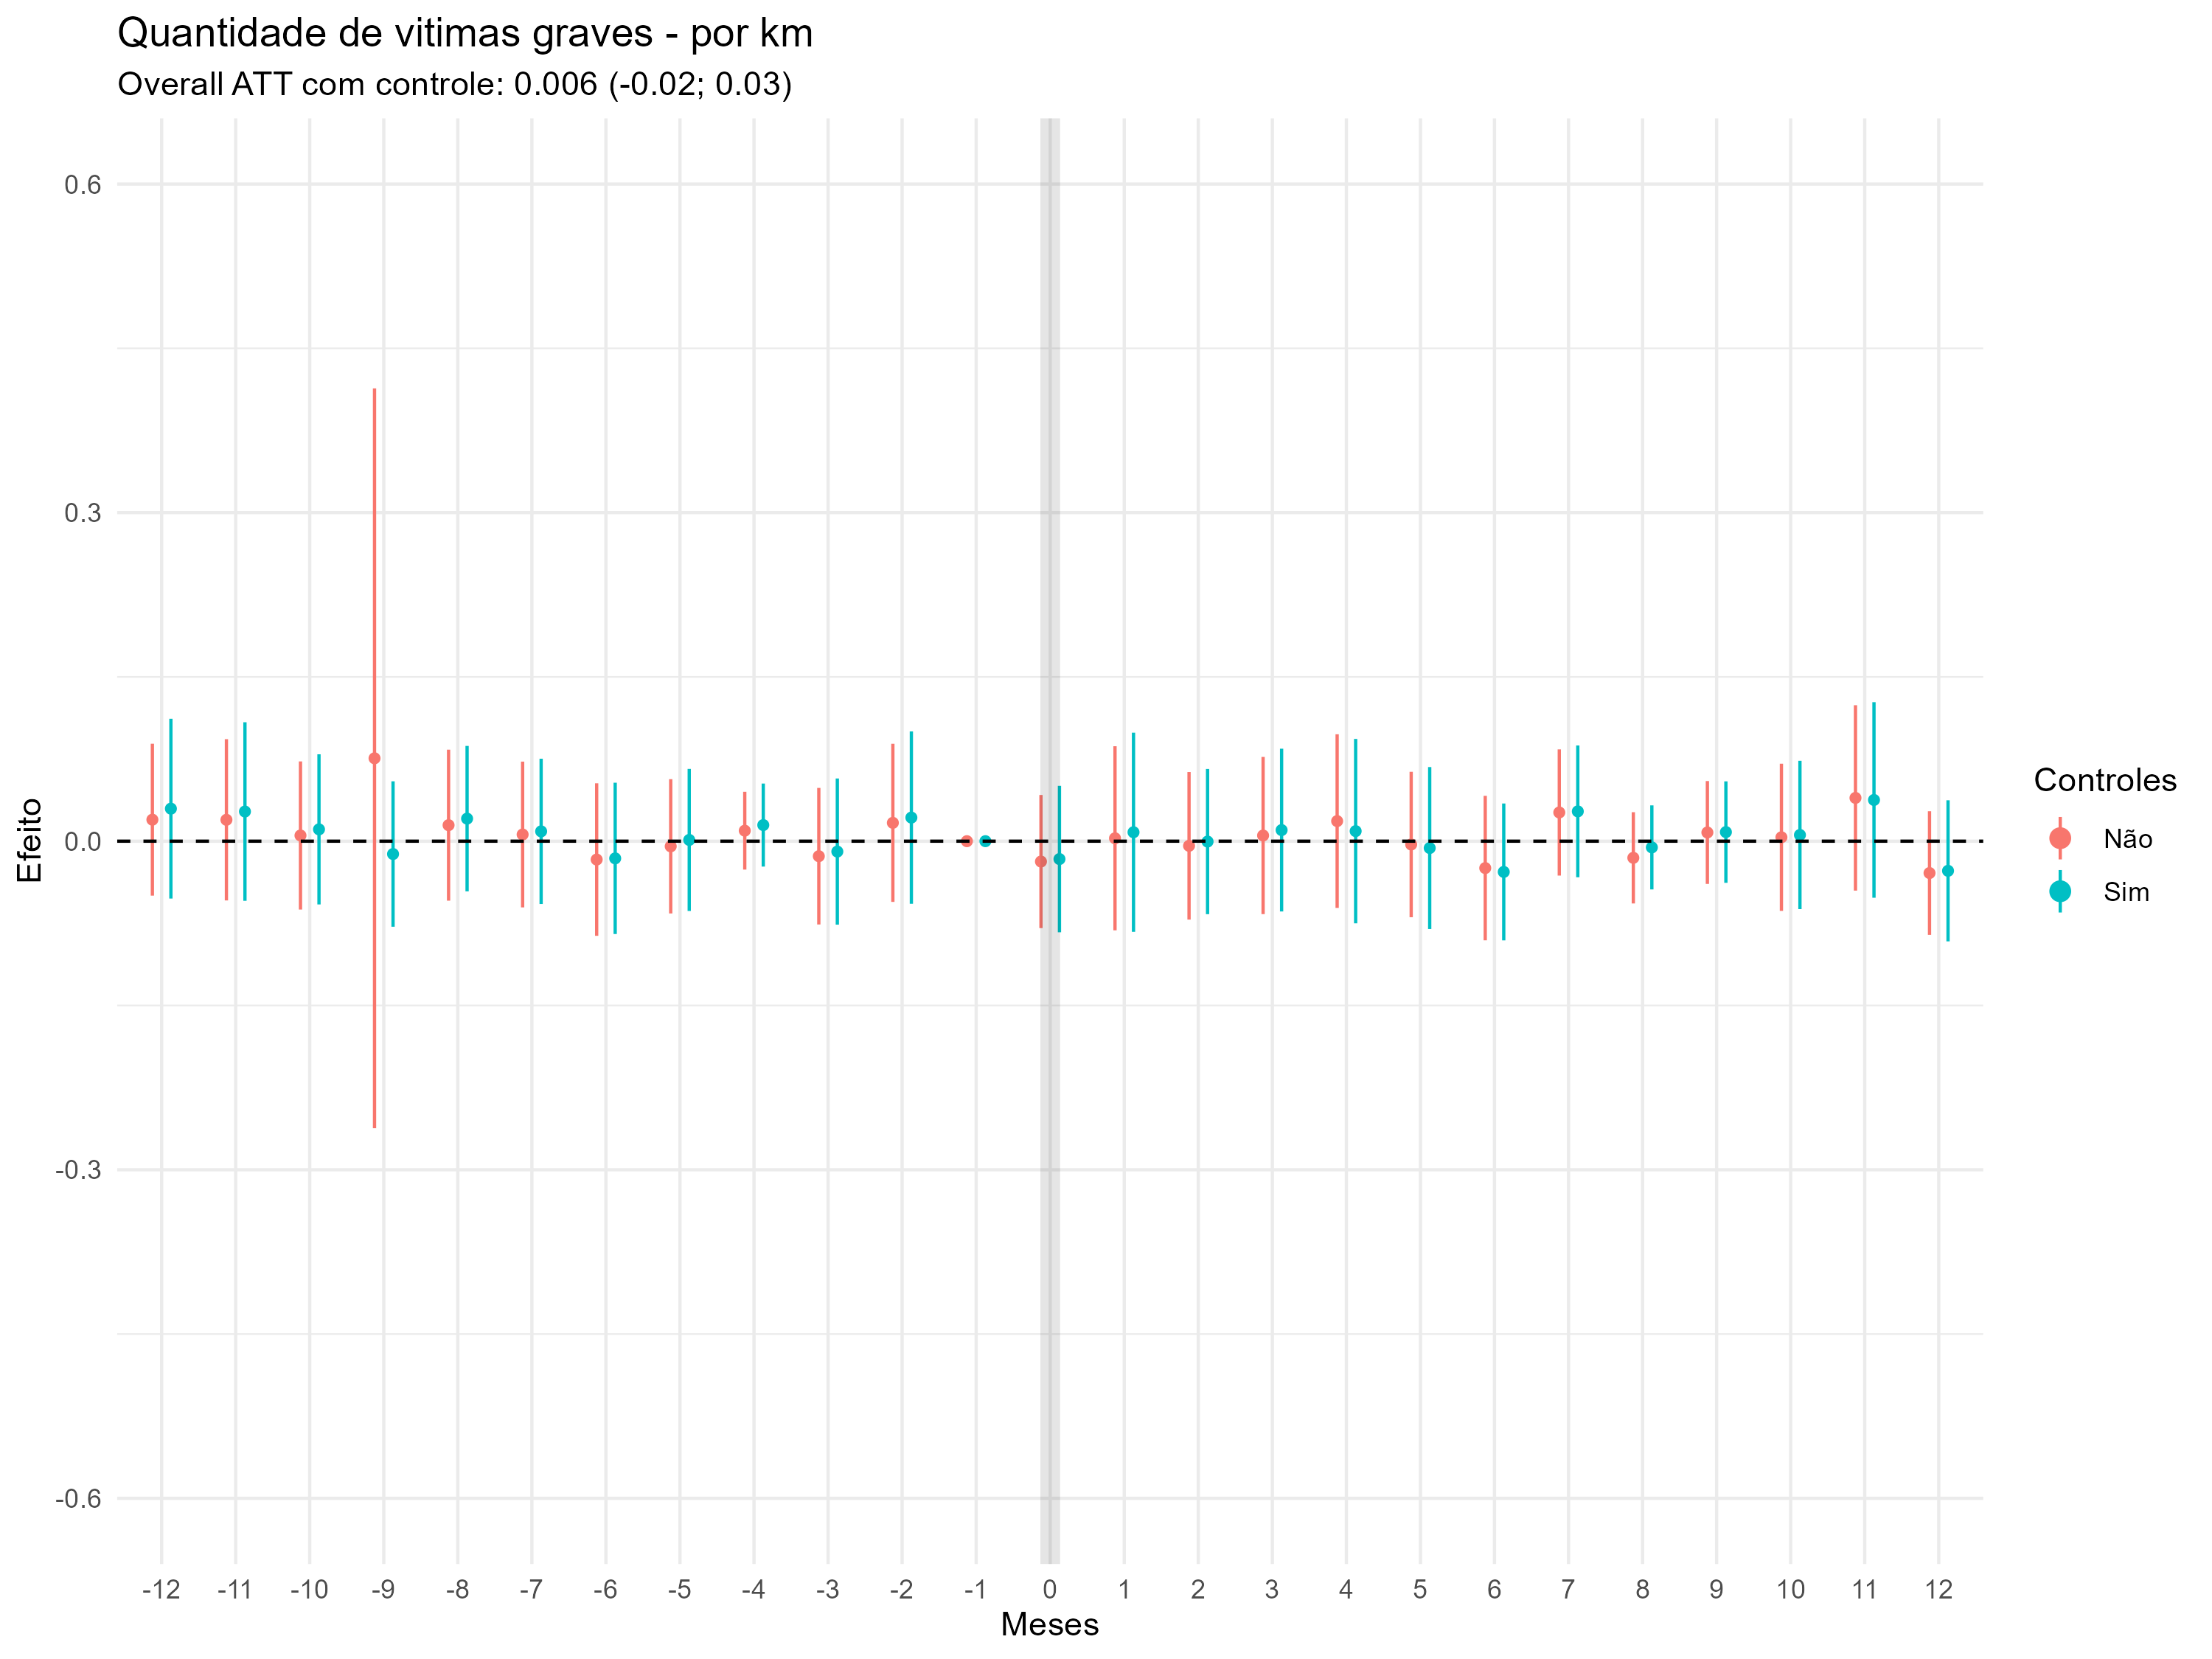 Quantidade de vitimas graves - por km
Overall ATT com controle: 0.006 (-0.02; 0.03)
0.6
0.3
0.0
-0.3
-0.6
Efeito
-12 -11 -10 -9 -8 -7 -6 -5 -4 -3 -2 -1 0 1 2 3 4 5 6 7 8 9 10 11 12
Meses
Controles
Não
Sim